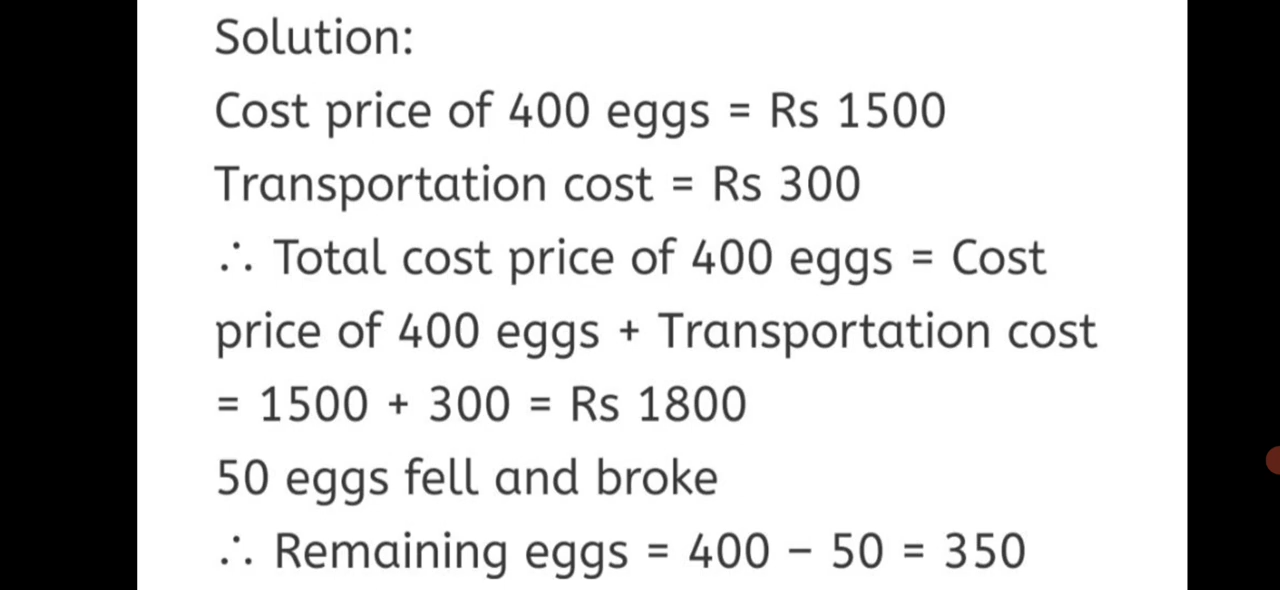 Solution:
Cost price of 400 eggs = Rs 1500
Transportation cost = Rs 300
∴ Total cost price of 400 eggs = Cost
price of 400 eggs + Transportation cost
= 1500 + 300 = Rs 1800
50 eggs fell and broke
∴ Remaining eggs = 400 – 50 = 350